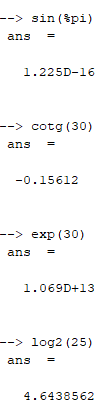 --> sin(%pi)
ans  =
1.225D-16
--> cotg(30)
ans  =
-0.15612
--> exp(30)
ans  =
1.069D+13
--> log2(25)
ans  =
4.6438562